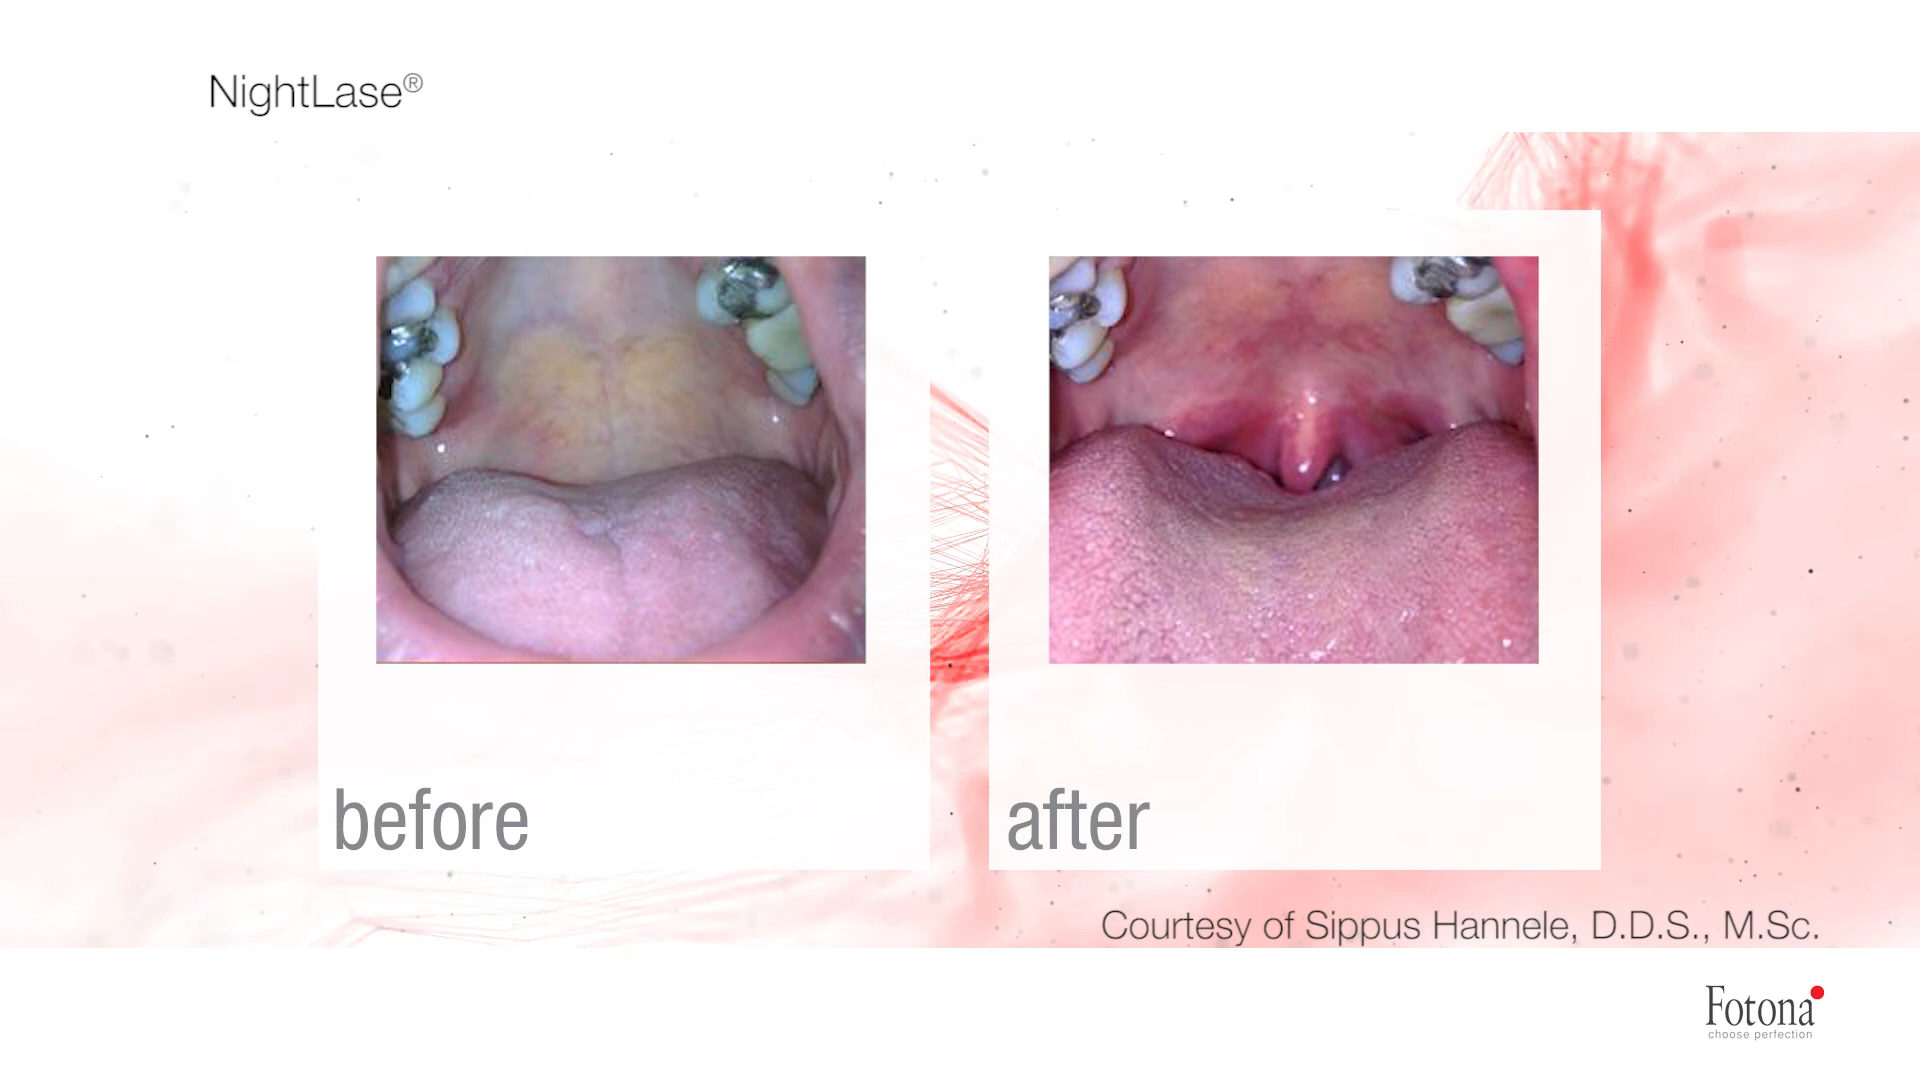 NightLase®
before
after
Courtesy of Sippus Hannele, D.D.S., M.Sc.
Fotona
choose perfection